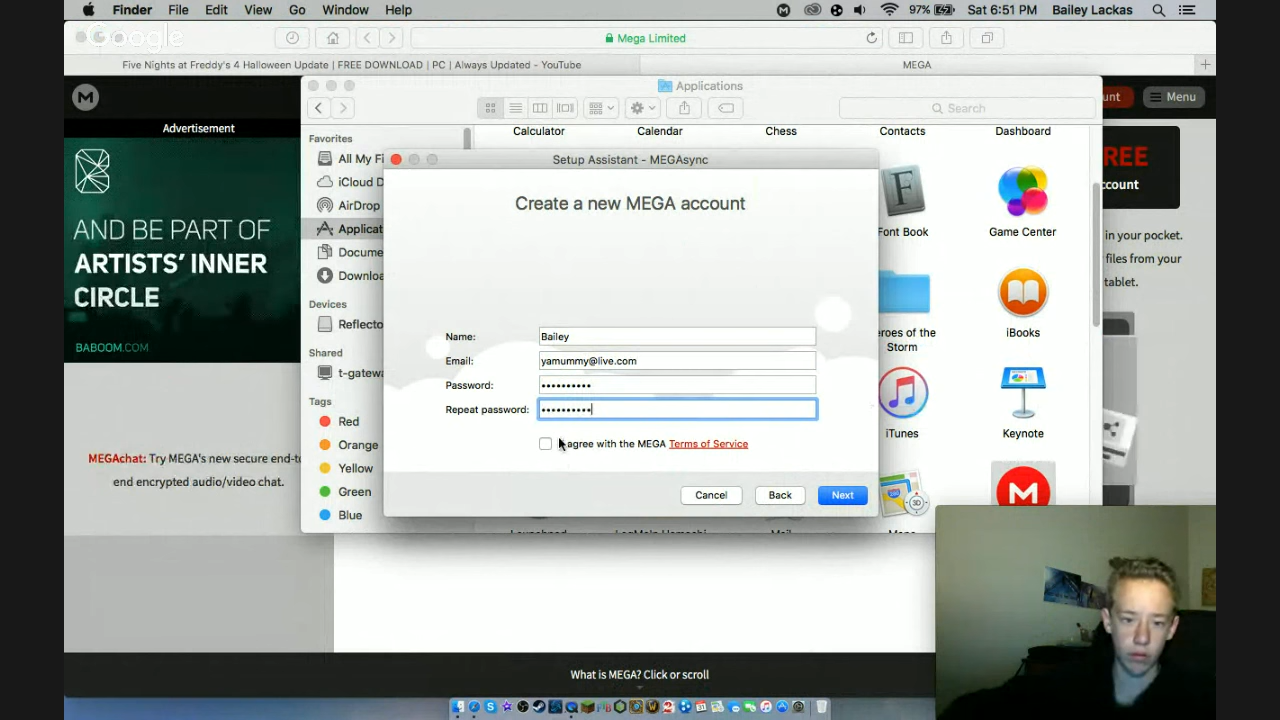 Finder File Edit View Go Window Help 97% Sat 6:51 PM Bailey Lackas
Google
Mega Limited
Five Nights at Freddy's 4 Halloween Update | FREE DOWNLOAD | PC | Always Updated - YouTube MEGA
Applications
M unt Menu
Search
Advertisement
Favorites
Calculator Calendar Chess Contacts Dashboard
All My Fi
Setup Assistant - MEGAsync
REE
iCloud D
ccount
AND BE PART OF
ARTISTS' INNER
CIRCLE
BABOOM.COM
AirDrop
Create a new MEGA account
Applicat
Font Book Game Center
in your pocket.
Docume
files from your
Downloa
tablet.
Devices
Reflecto
eroes of the
Storm
iBooks
Name: Bailey
Shared
Email: yamummy@live.com
t-gatewa
Password: ••••••••••
Tags
Repeat password: ••••••••••
Red
iTunes Keynote
Orange
I agree with the MEGA Terms of Service
MEGAchat: Try MEGA's new secure end-to-
end encrypted audio/video chat.
Yellow
Green
Cancel Back Next
M
3D
Blue
What is MEGA? Click or scroll